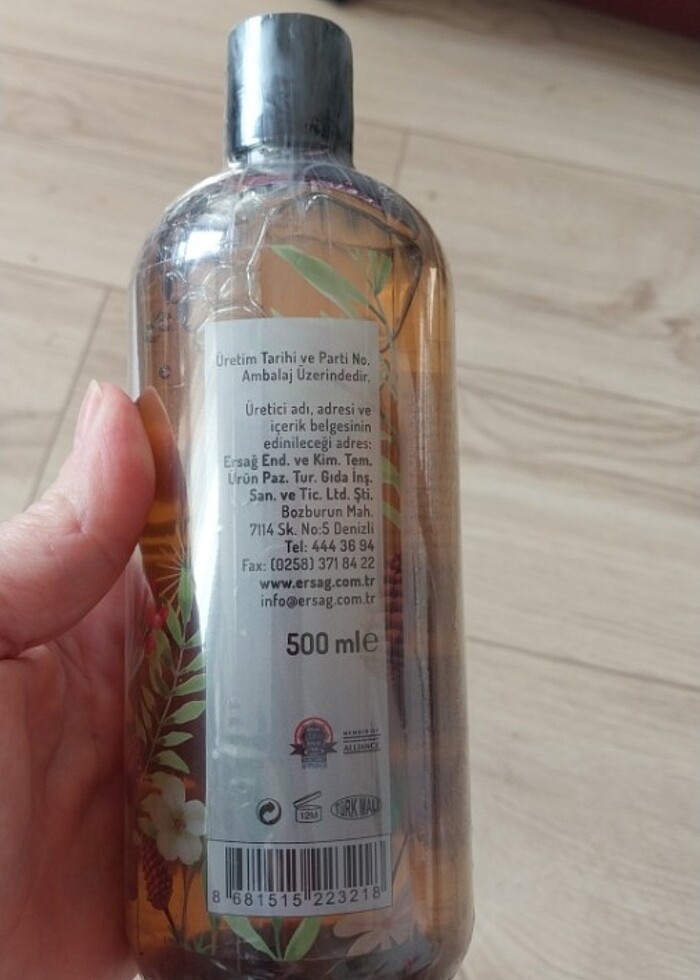 Üretim Tarihi ve Parti No.
Ambalaj Üzerindedir.
Üretici adı, adresi ve
içerik belgesinin
edinileceği adres:
Ersağ End. ve Kim. Tem.
Ürün Paz. Tur. Gıda İnş.
San. ve Tic. Ltd. Şti.
Bozburun Mah.
7114 Sk. No:5 Denizli
Tel: 444 36 94
Fax: (0258) 371 84 22
www.ersag.com.tr
info@ersag.com.tr
500 ml e
ALLIANCE
12M TÜRK MALI
8 681515 223218